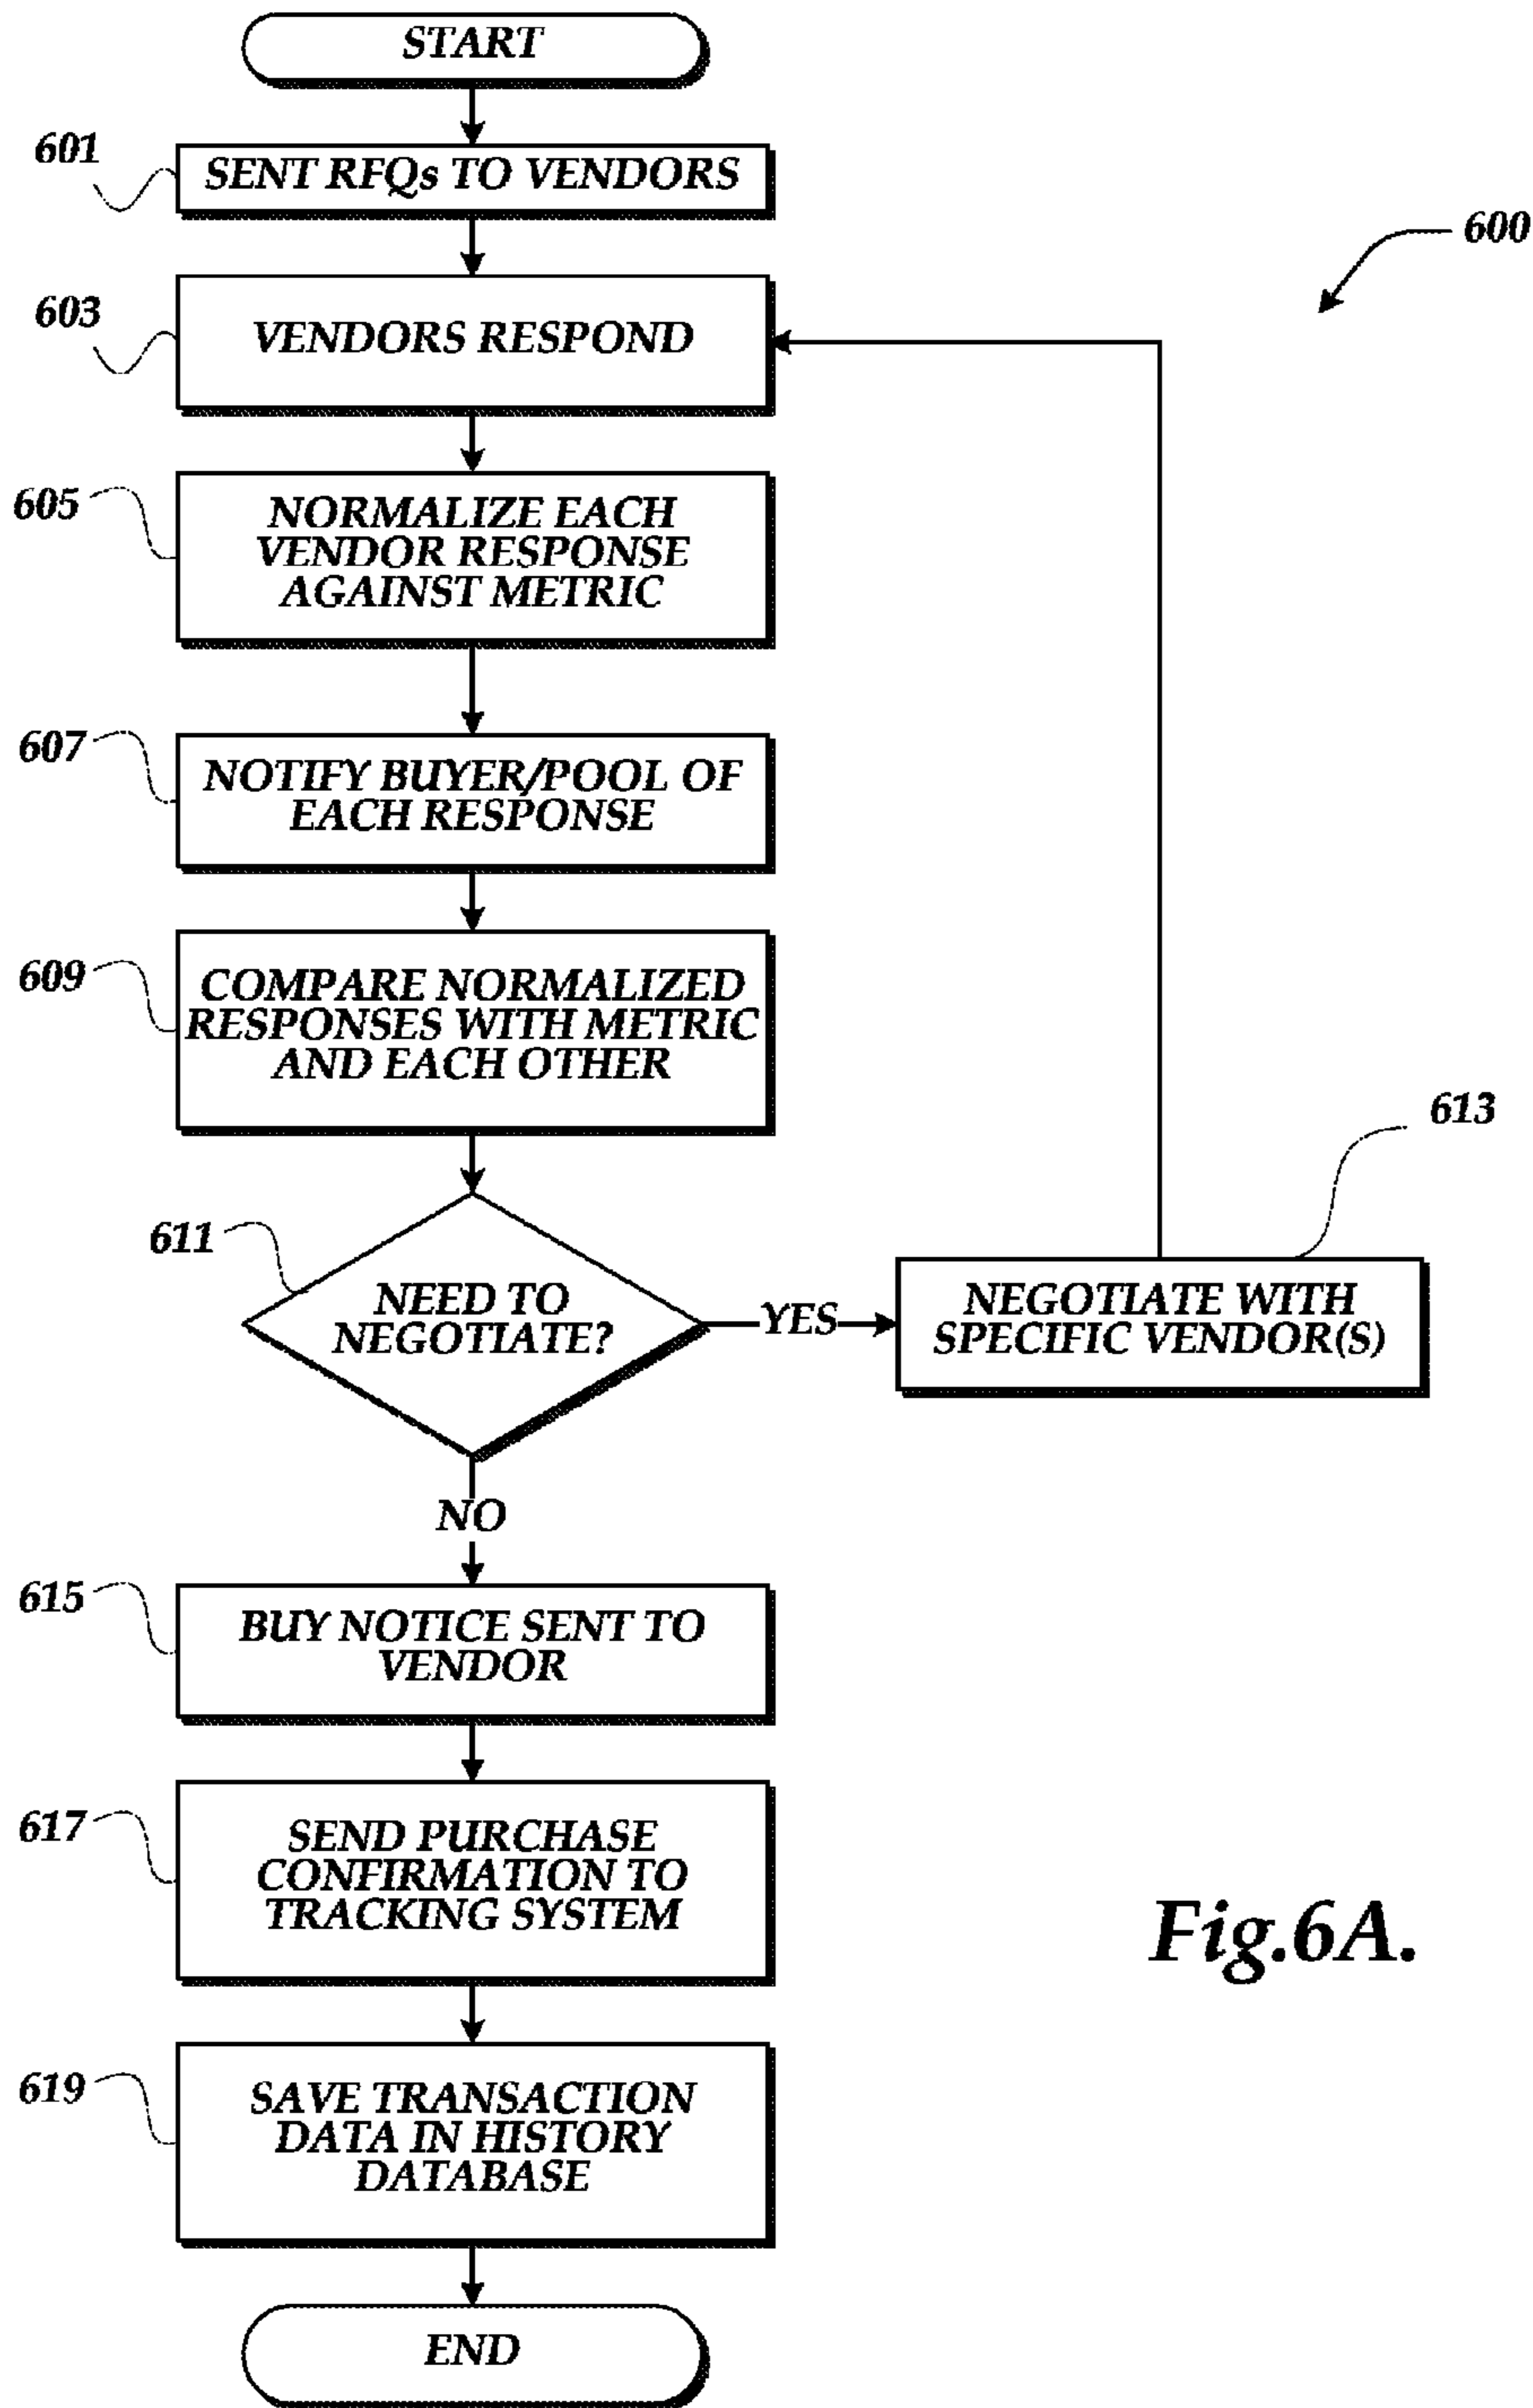 START
601
SENT RFQs TO VENDORS
600
603
VENDORS RESPOND
605
NORMALIZE EACH
VENDOR RESPONSE
AGAINST METRIC
607
NOTIFY BUYER/POOL OF
EACH RESPONSE
609
COMPARE NORMALIZED
RESPONSES WITH METRIC
AND EACH OTHER
611
NEED TO
NEGOTIATE?
YES
613
NEGOTIATE WITH
SPECIFIC VENDOR(S)
NO
615
BUY NOTICE SENT TO
VENDOR
617
SEND PURCHASE
CONFIRMATION TO
TRACKING SYSTEM
619
SAVE TRANSACTION
DATA IN HISTORY
DATABASE
END
Fig.6A.